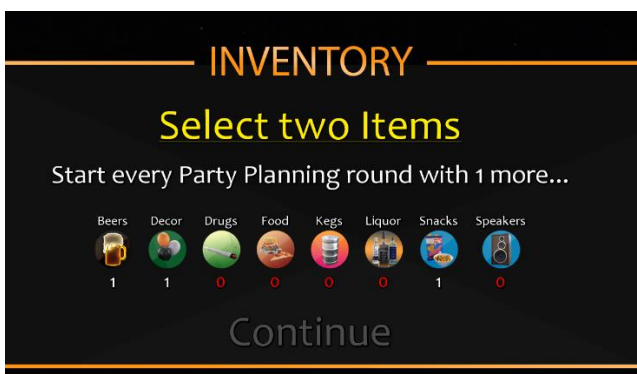 INVENTORY
Select two Items
Start every Party Planning round with 1 more...
Beers Decor Drugs Food Kegs Liquor Snacks Speakers
1 1 0 0 0 0 1 0
Continue